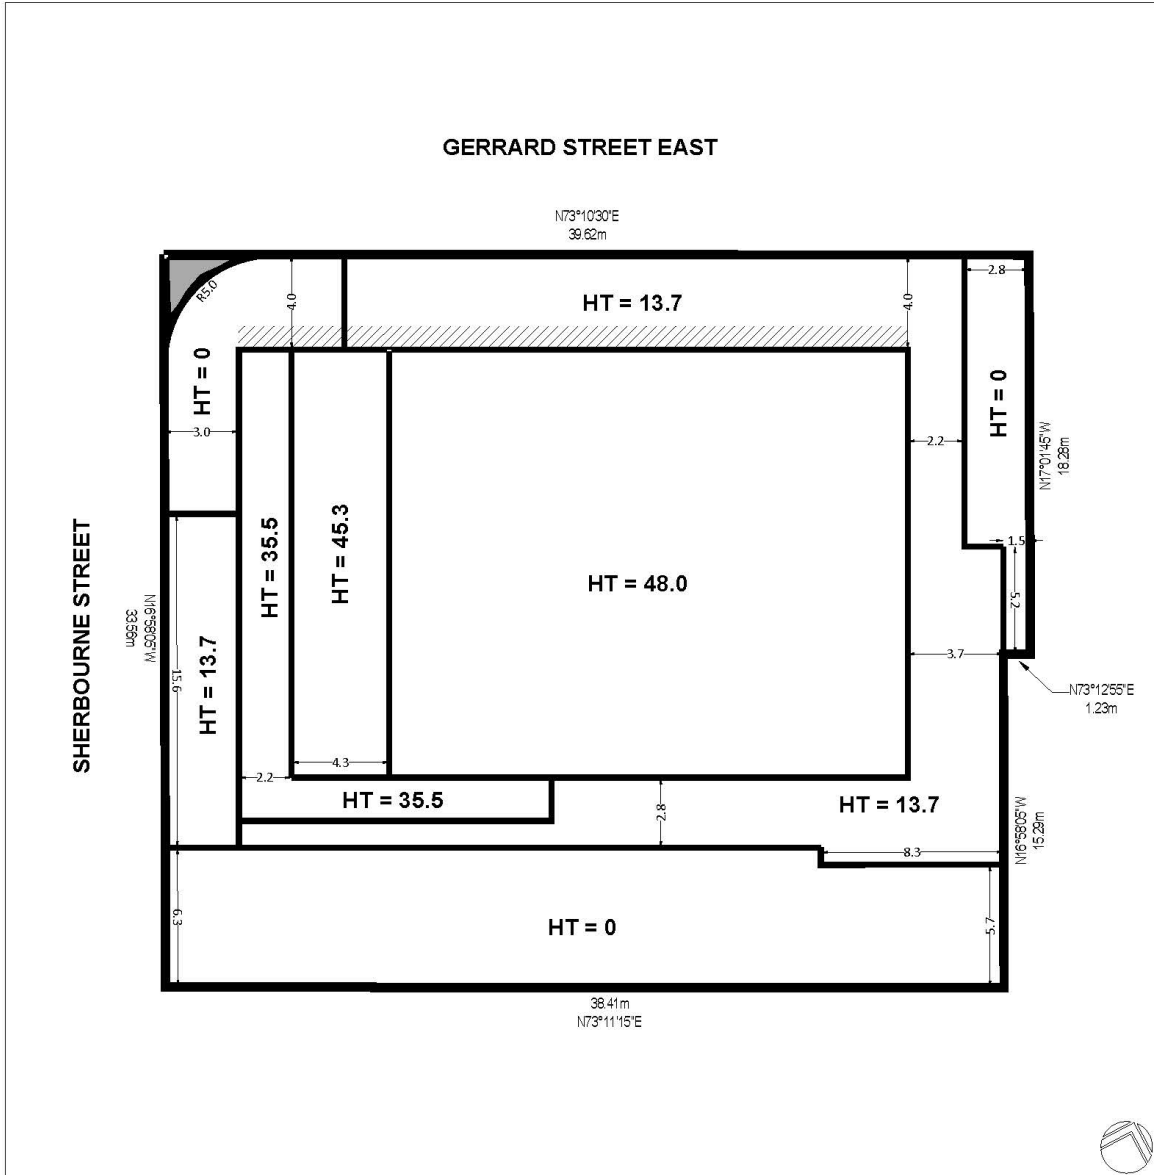 GERRARD STREET EAST
N73°10'30"E
39.62m
2.8
R5.0
4.0
HT = 13.7
4.0
HT = 0
HT = 0
3.0
2.2
N17°01'45"W
18.28m
HT = 35.5
HT = 45.3
HT = 48.0
1.5
5.2
SHERBOURNE STREET
N16°58'05"W
33.56m
15.6
HT = 13.7
3.7
N73°12'55"E
1.23m
4.3
2.2
HT = 35.5
2.8
HT = 13.7
N16°58'05"W
15.29m
8.3
6.3
HT = 0
5.7
38.41m
N73°11'15"E